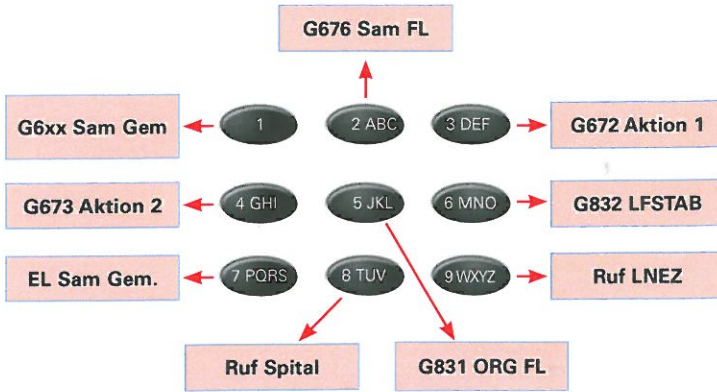 G676 Sam FL
G6xx Sam Gem
1
2 ABC
3 DEF
G672 Aktion 1
G673 Aktion 2
4 GHI
5 JKL
6 MNO
G832 LFSTAB
EL Sam Gem.
7 PQRS
8 TUV
9 WXYZ
Ruf LNEZ
Ruf Spital
G831 ORG FL